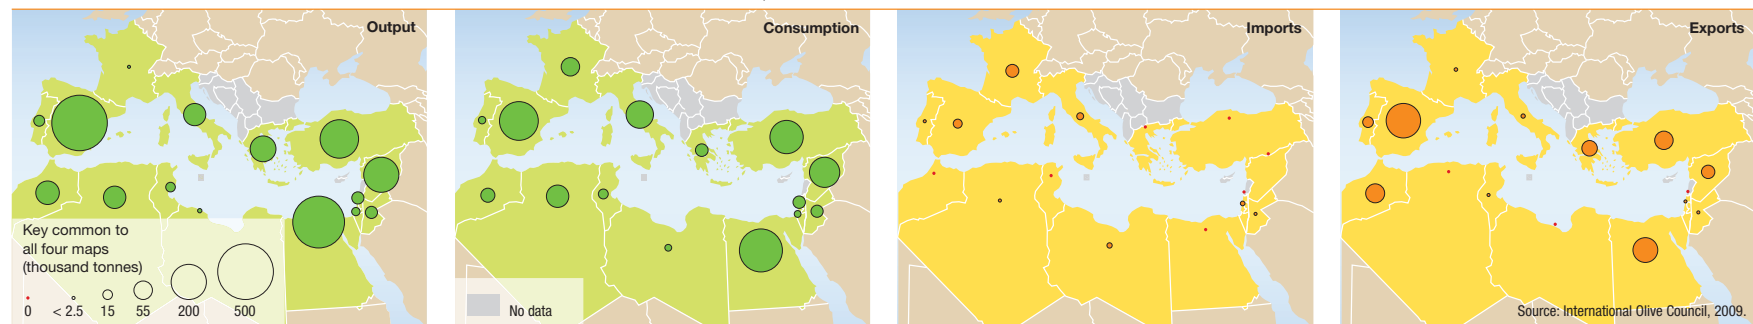 Output
Consumption
Imports
Exports
Key common to
all four maps
(thousand tonnes)
0 < 2.5 15 55 200 500
No data
Source: International Olive Council, 2009.